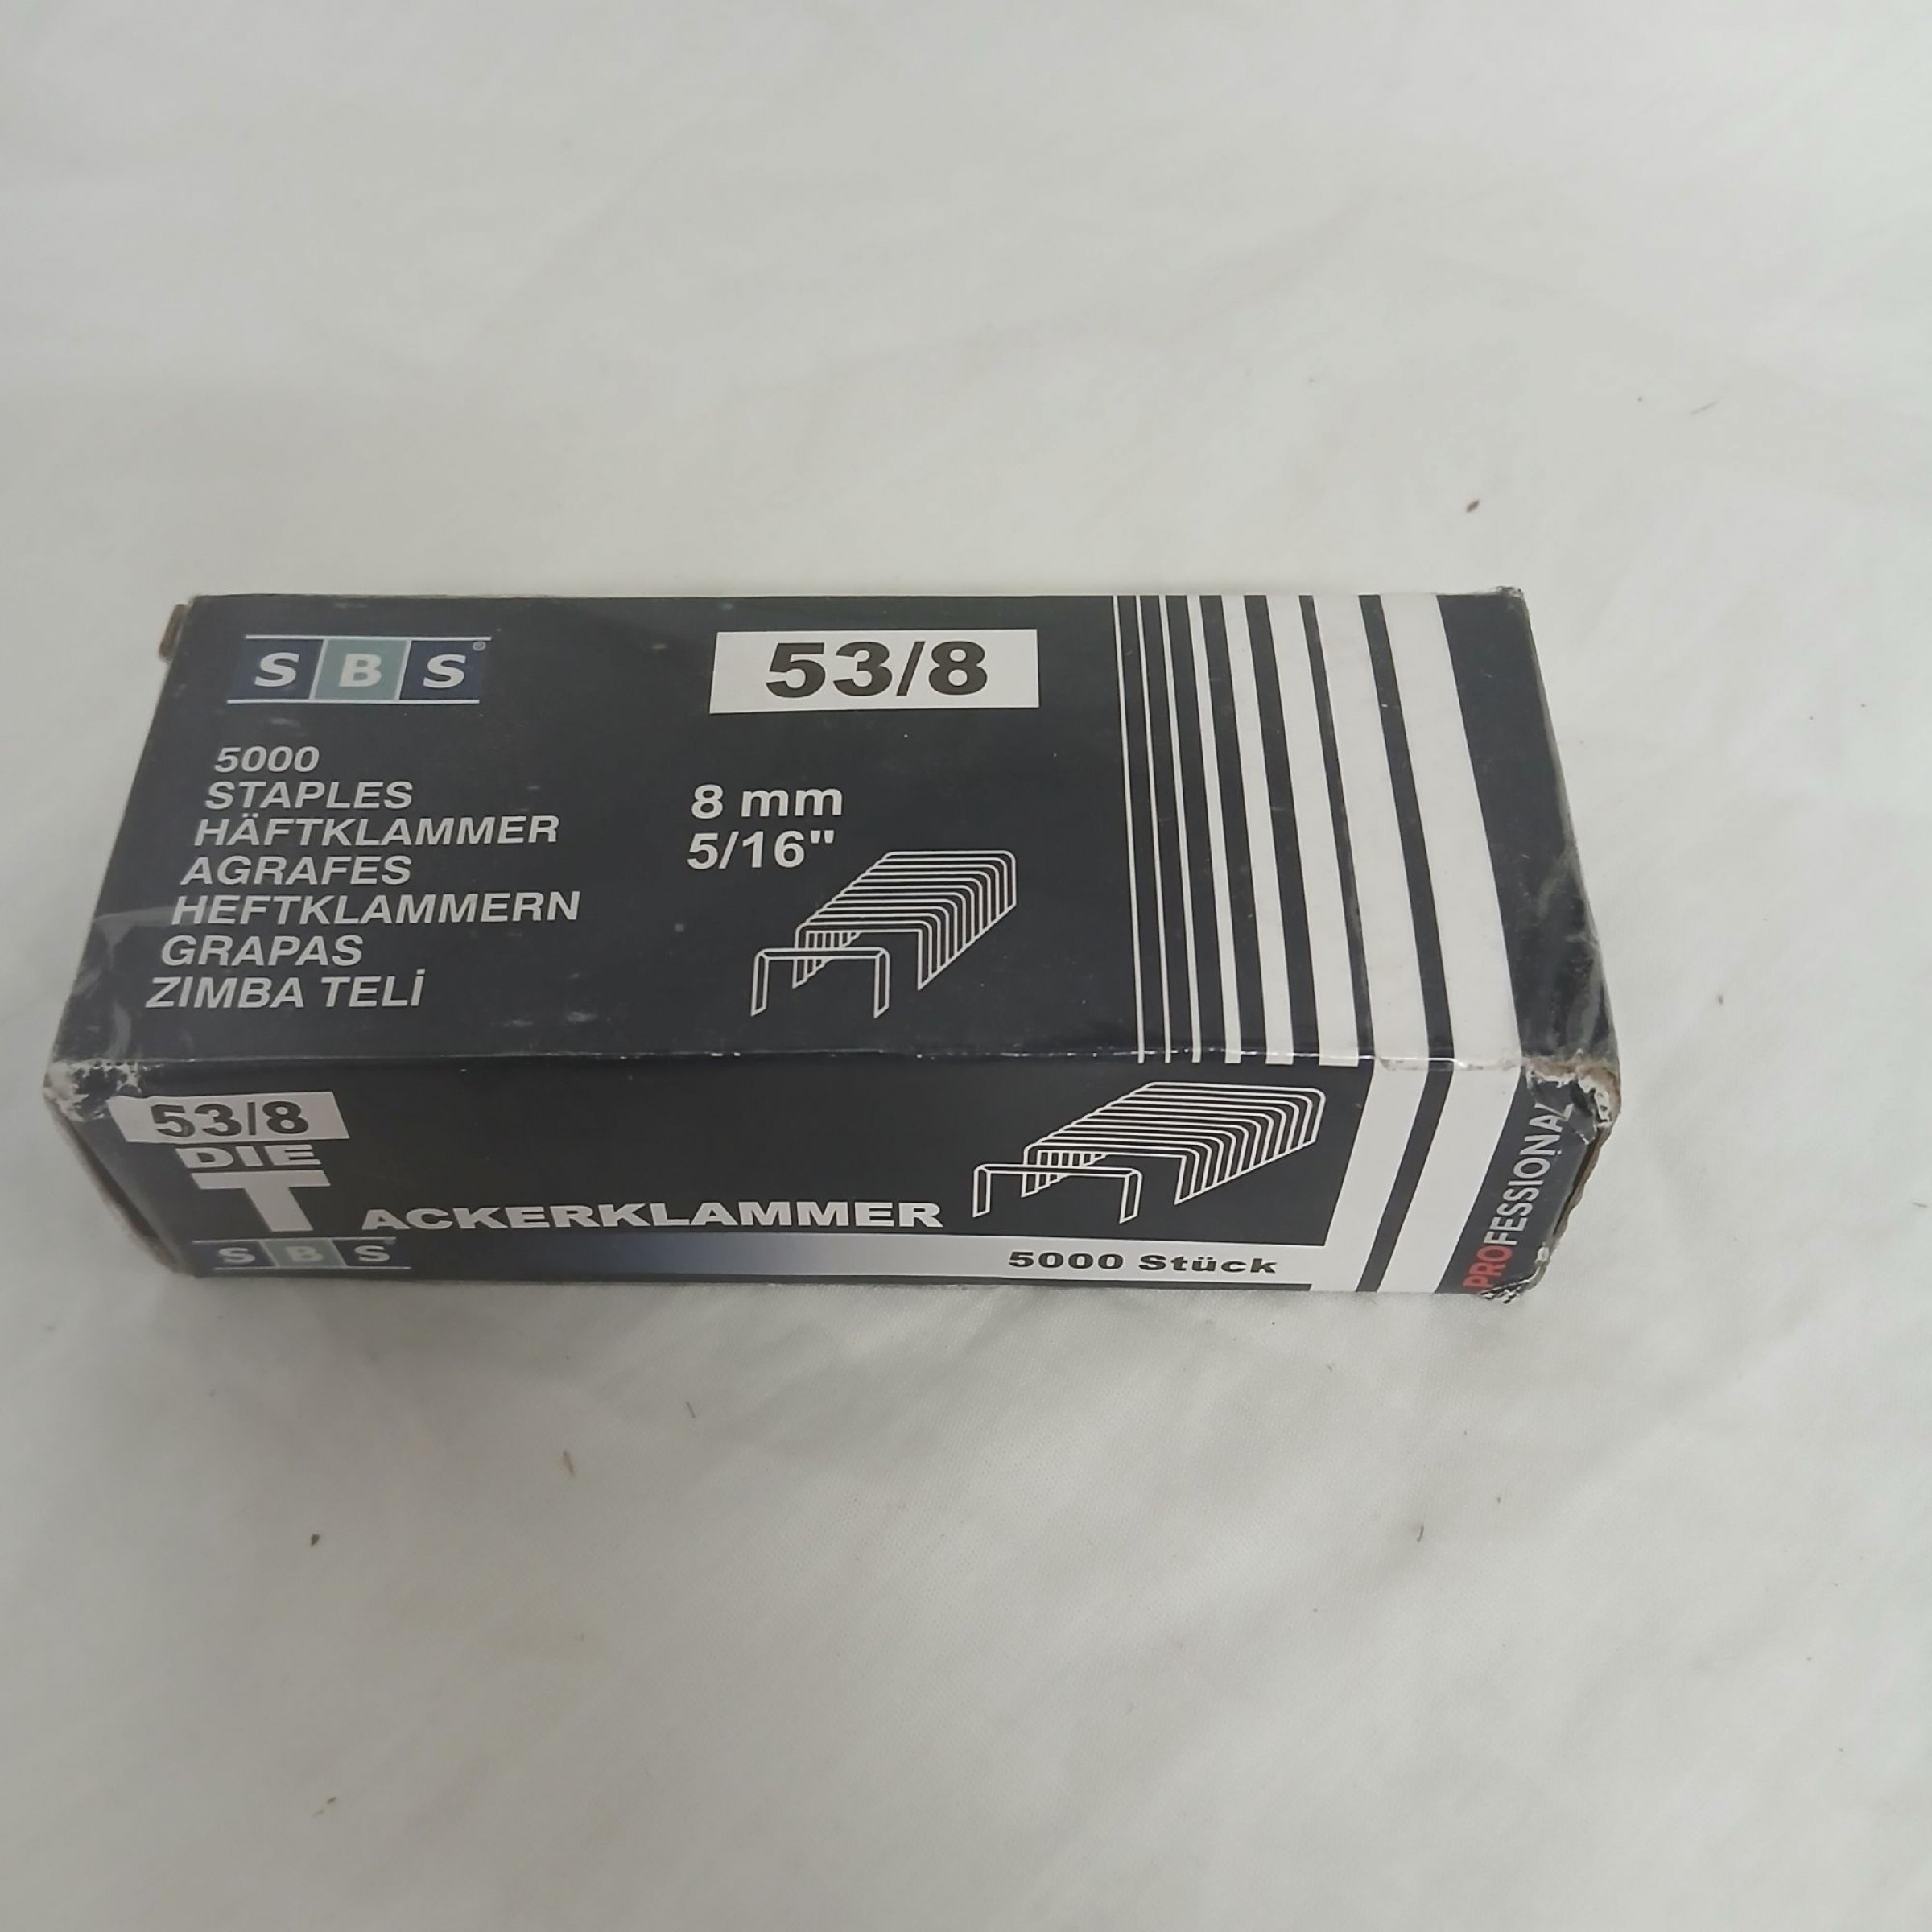 SBS®
53/8
5000
STAPLES
HÄFTKLAMMER
AGRAFES
HEFTKLAMMERN
GRAPAS
ZIMBA TELİ
8 mm
5/16"
53/8
DIE
TACKERKLAMMER
SBS
5000 Stück
PROFESSIONAL